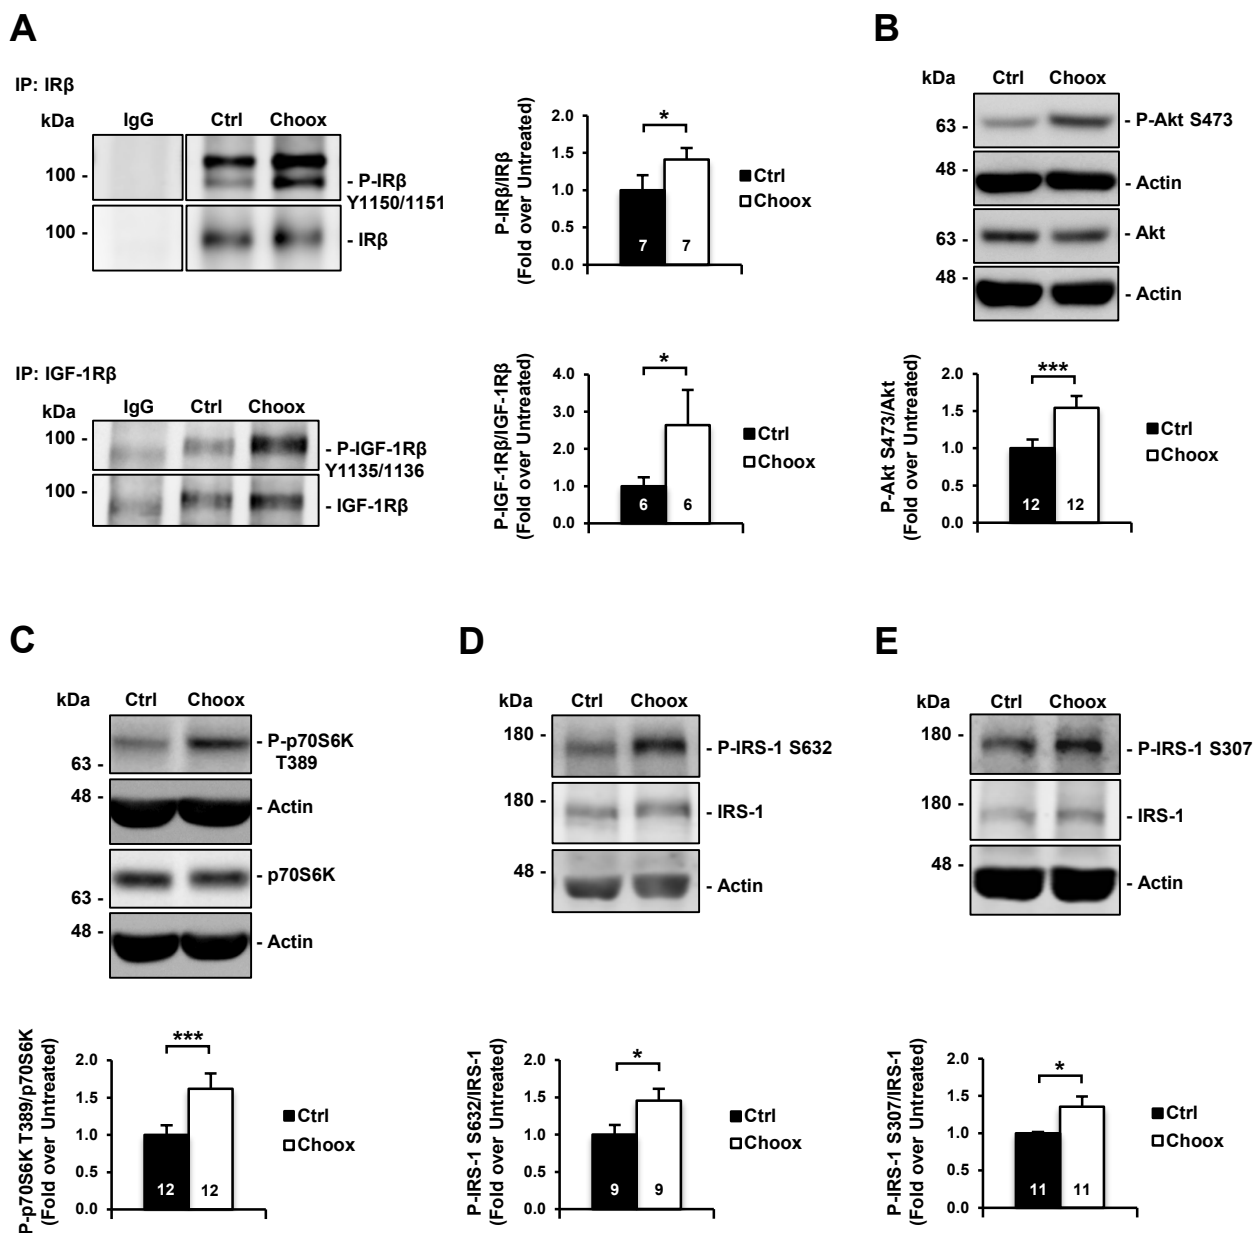 A
IP: IRβ
kDa IgG Ctrl Choox
100 -
- P-IRβ
Y1150/1151
100 -
- IRβ
P-IRβ/IRβ
(Fold over Untreated)
2.0
1.5
1.0
0.5
0.0
*
7 7
Ctrl
Choox
IP: IGF-1Rβ
kDa IgG Ctrl Choox
100 -
- P-IGF-1Rβ
Y1135/1136
100 -
- IGF-1Rβ
P-IGF-1Rβ/IGF-1Rβ
(Fold over Untreated)
4.0
3.0
2.0
1.0
0.0
*
6 6
Ctrl
Choox
B
kDa Ctrl Choox
63 - - P-Akt S473
48 - - Actin
63 - - Akt
48 - - Actin
P-Akt S473/Akt
(Fold over Untreated)
2.0
1.5
1.0
0.5
0.0
***
12 12
Ctrl
Choox
C
kDa Ctrl Choox
- P-p70S6K
T389
63 -
48 - - Actin
- p70S6K
63 -
48 - - Actin
P-p70S6K T389/p70S6K
(Fold over Untreated)
2.0
1.5
1.0
0.5
0.0
***
12 12
Ctrl
Choox
D
kDa Ctrl Choox
180 - - P-IRS-1 S632
180 - - IRS-1
48 - - Actin
P-IRS-1 S632/IRS-1
(Fold over Untreated)
2.0
1.5
1.0
0.5
0.0
*
9 9
Ctrl
Choox
E
kDa Ctrl Choox
180 - - P-IRS-1 S307
180 - - IRS-1
48 - - Actin
P-IRS-1 S307/IRS-1
(Fold over Untreated)
2.0
1.5
1.0
0.5
0.0
*
11 11
Ctrl
Choox